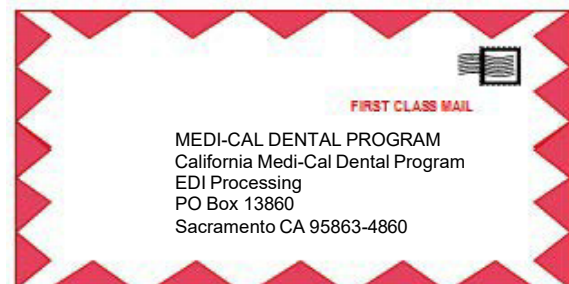 FIRST CLASS MAIL
MEDI-CAL DENTAL PROGRAM
California Medi-Cal Dental Program
EDI Processing
PO Box 13860
Sacramento CA 95863-4860